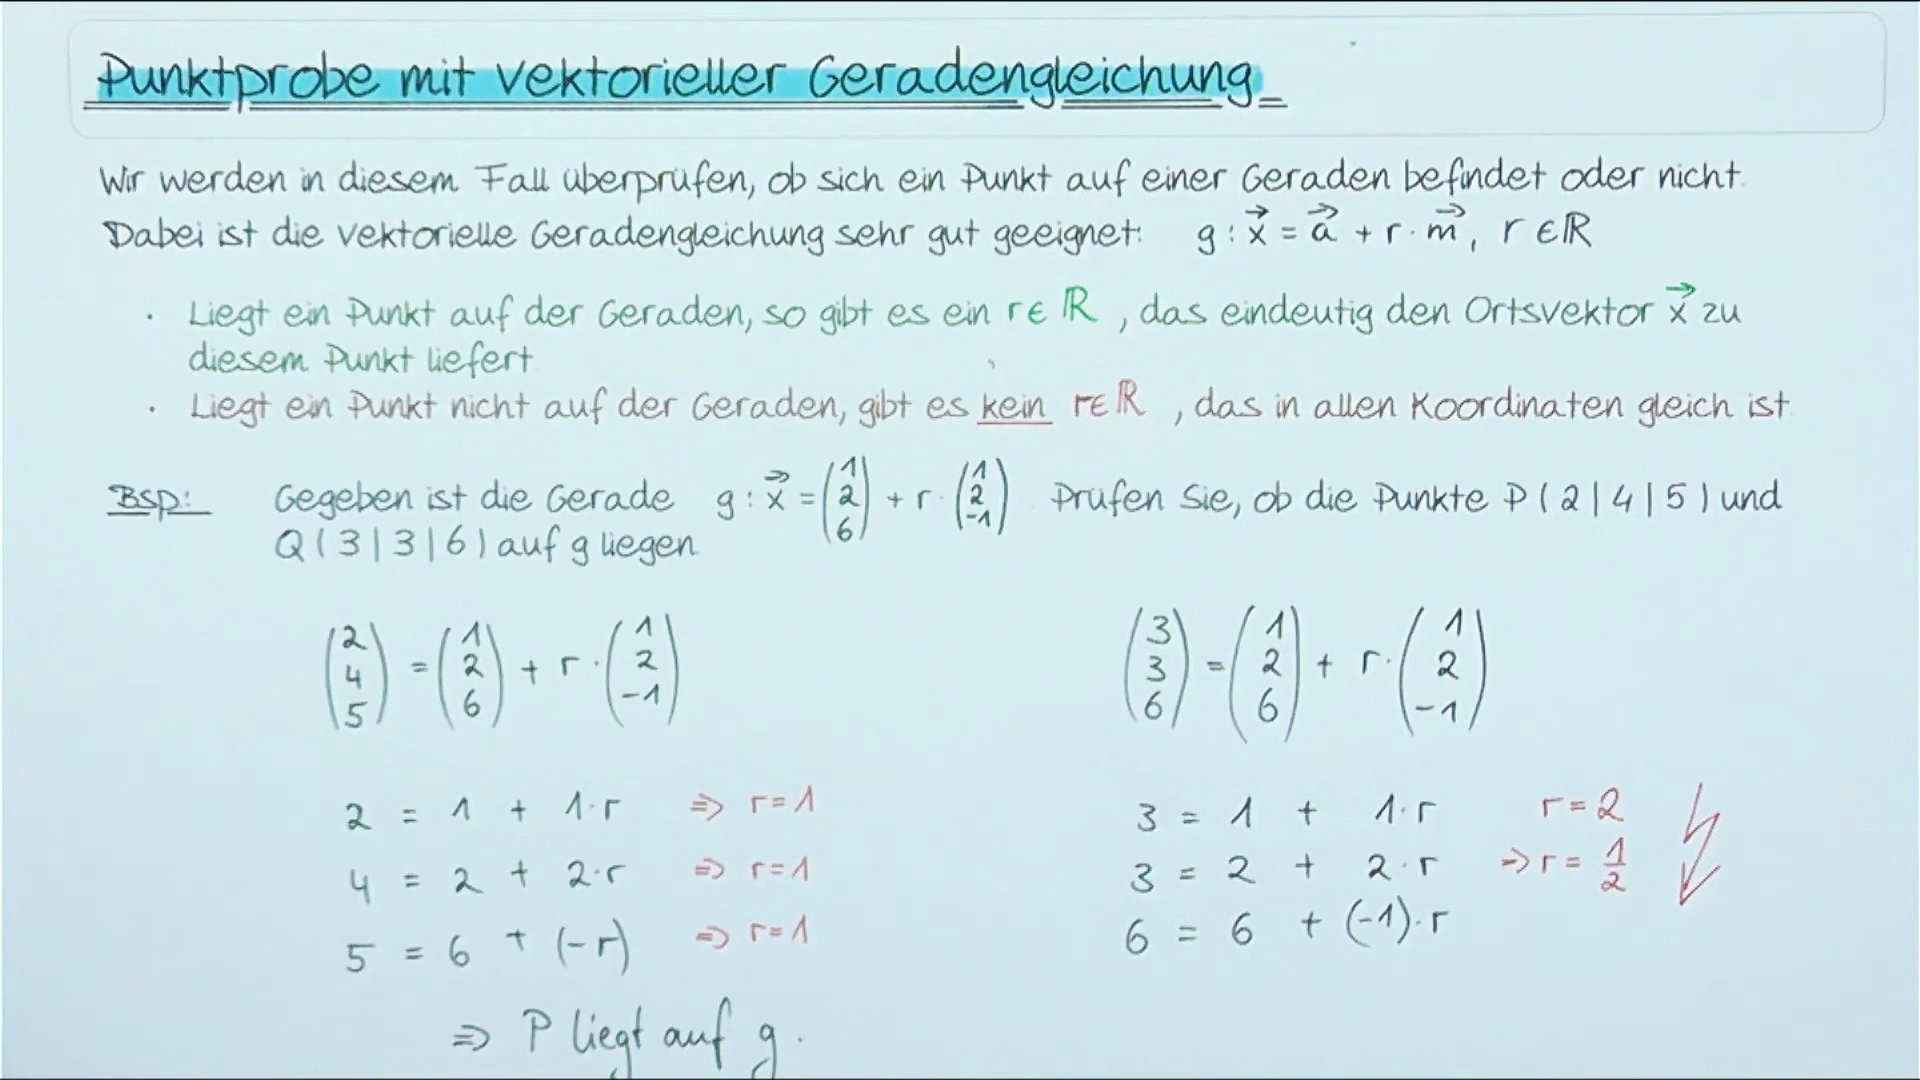 Punktprobe mit vektorieller Geradengleichung
Wir werden in diesem Fall überprüfen, ob sich ein Punkt auf einer Geraden befindet oder nicht.
Dabei ist die vektorielle Geradengleichung sehr gut geeignet: g: x⃗ = a⃗ + r · m⃗, r ∈ ℝ
· Liegt ein Punkt auf der Geraden, so gibt es ein r ∈ ℝ, das eindeutig den Ortsvektor x⃗ zu
diesem Punkt liefert
· Liegt ein Punkt nicht auf der Geraden, gibt es kein r ∈ ℝ, das in allen Koordinaten gleich ist
Bsp.: Gegeben ist die Gerade g: x⃗ = (1 2 6) + r · (1 2 -1) Prüfen Sie, ob die Punkte P(2|4|5) und
Q(3|3|6) auf g liegen.
(2 4 5) = (1 2 6) + r · (1 2 -1)
2 = 1 + 1·r ⇒ r=1
4 = 2 + 2·r ⇒ r=1
5 = 6 + (-r) ⇒ r=1
⇒ P liegt auf g.
(3 3 6) = (1 2 6) + r · (1 2 -1)
3 = 1 + 1·r r=2
3 = 2 + 2·r ⇒ r= 1/2
6 = 6 + (-1)·r